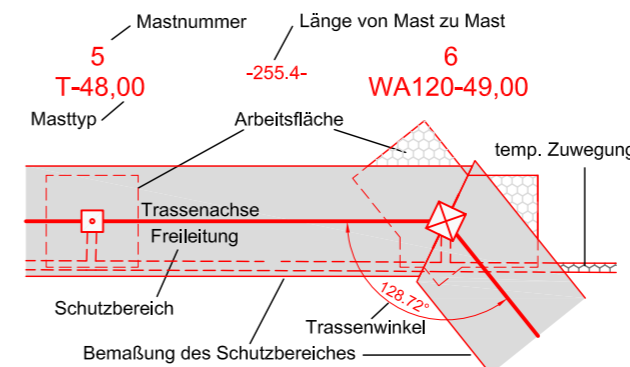 Mastnummer
Länge von Mast zu Mast
5
-255.4-
6
T-48,00
WA120-49,00
Masttyp
Arbeitsfläche
temp. Zuwegung
Trassenachse
Freileitung
128.72°
Schutzbereich
Trassenwinkel
Bemaßung des Schutzbereiches